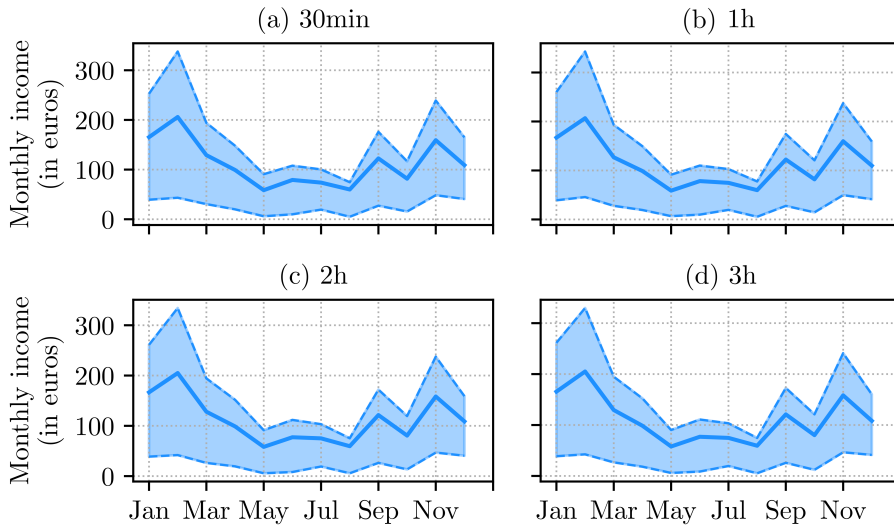 (a) 30min
(b) 1h
Monthly income
(in euros)
300
200
100
0
(c) 2h
(d) 3h
Monthly income
(in euros)
300
200
100
0
Jan Mar May Jul Sep Nov
Jan Mar May Jul Sep Nov